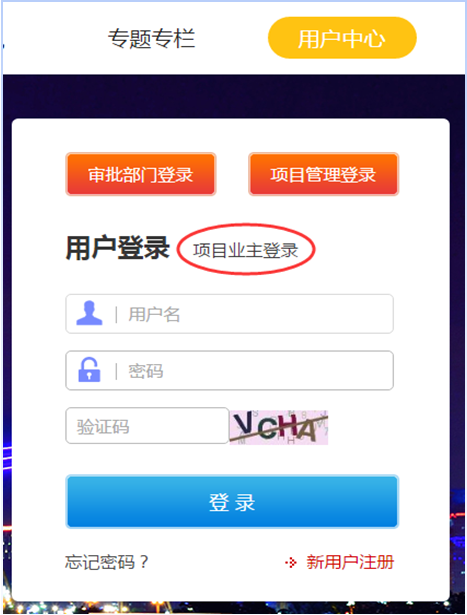 专题专栏 用户中心
审批部门登录 项目管理登录
用户登录 项目业主登录
用户名
密码
验证码 VCHA
登录
忘记密码？ 新用户注册